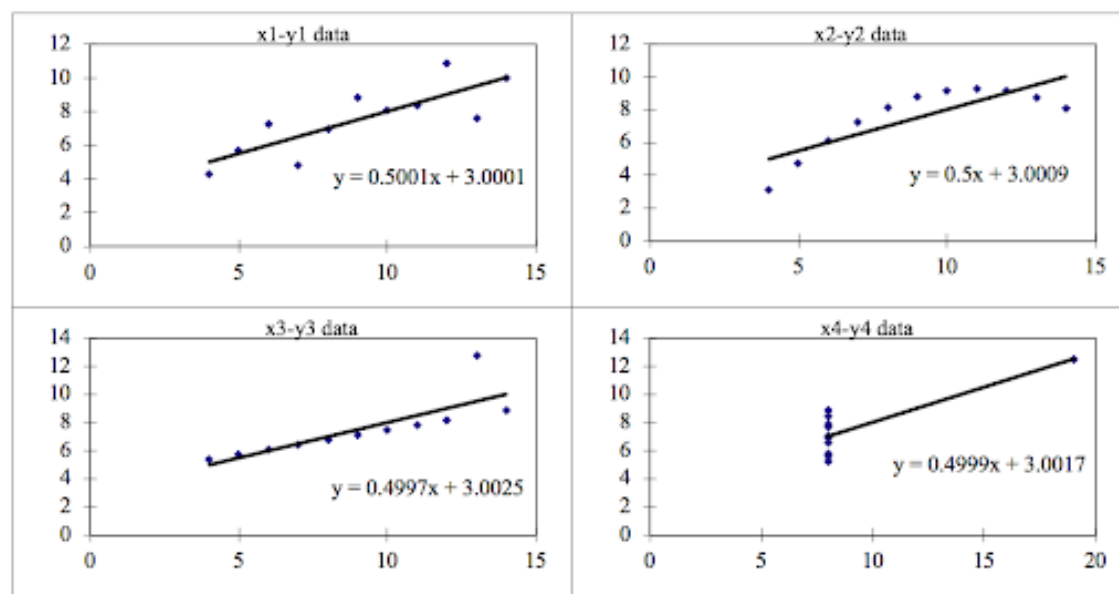 x1-y1 data
12
10
8
6
4
2
0
0 5 10 15
y = 0.5001x + 3.0001
x2-y2 data
12
10
8
6
4
2
0
0 5 10 15
y = 0.5x + 3.0009
x3-y3 data
14
12
10
8
6
4
2
0
0 5 10 15
y = 0.4997x + 3.0025
x4-y4 data
14
12
10
8
6
4
2
0
0 5 10 15 20
y = 0.4999x + 3.0017